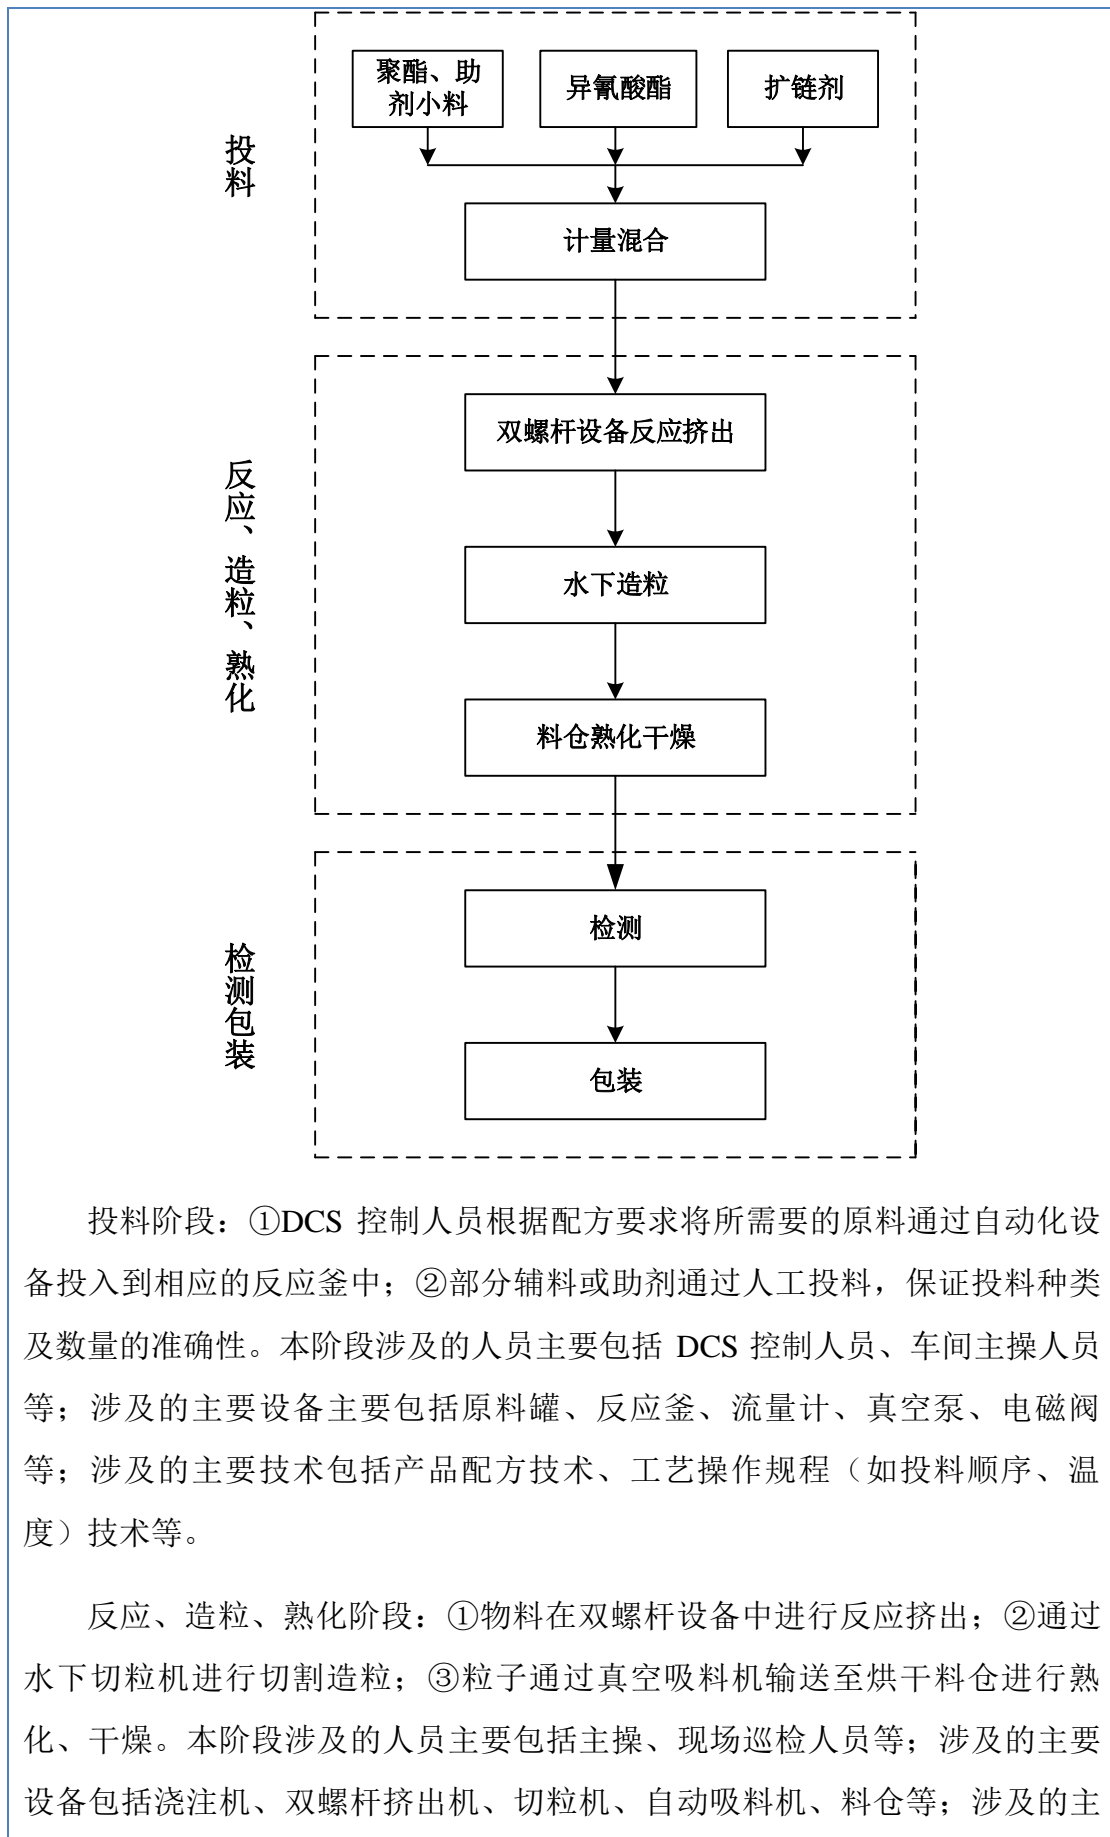 投料
聚酯、助
剂小料
异氰酸酯
扩链剂
计量混合
反应、造粒、熟化
双螺杆设备反应挤出
水下造粒
料仓熟化干燥
检测包装
检测
包装
投料阶段：①DCS 控制人员根据配方要求将所需要的原料通过自动化设
备投入到相应的反应釜中；②部分辅料或助剂通过人工投料，保证投料种类
及数量的准确性。本阶段涉及的人员主要包括 DCS 控制人员、车间主操人员
等；涉及的主要设备主要包括原料罐、反应釜、流量计、真空泵、电磁阀
等；涉及的主要技术包括产品配方技术、工艺操作规程（如投料顺序、温
度）技术等。
反应、造粒、熟化阶段：①物料在双螺杆设备中进行反应挤出；②通过
水下切粒机进行切割造粒；③粒子通过真空吸料机输送至烘干料仓进行熟
化、干燥。本阶段涉及的人员主要包括主操、现场巡检人员等；涉及的主要
设备包括浇注机、双螺杆挤出机、切粒机、自动吸料机、料仓等；涉及的主